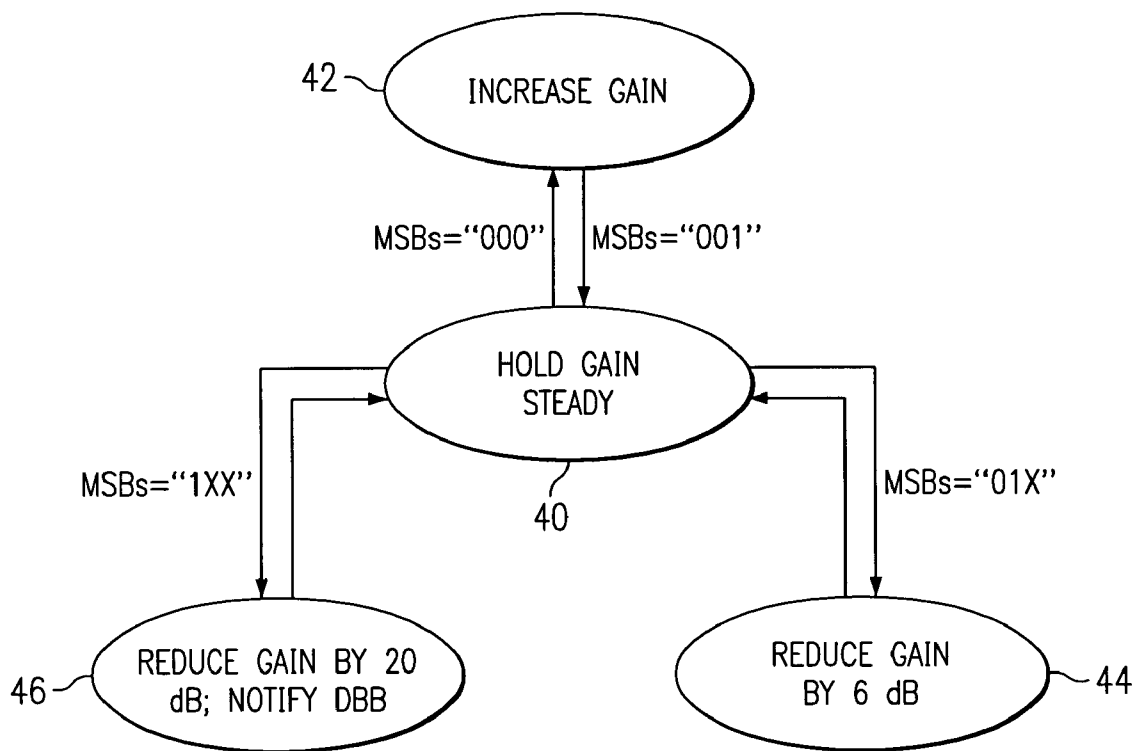 42
INCREASE GAIN
MSBs=“000”
MSBs=“001”
HOLD GAIN
STEADY
MSBs=“1XX”
MSBs=“01X”
40
REDUCE GAIN BY 20
dB; NOTIFY DBB
46
REDUCE GAIN
BY 6 dB
44